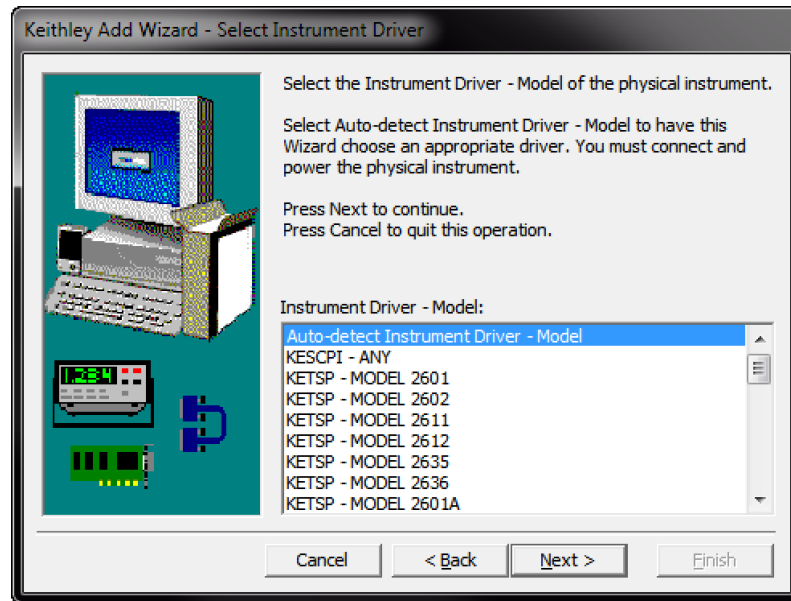 Keithley Add Wizard - Select Instrument Driver
Select the Instrument Driver - Model of the physical instrument.
Select Auto-detect Instrument Driver - Model to have this
Wizard choose an appropriate driver. You must connect and
power the physical instrument.
Press Next to continue.
Press Cancel to quit this operation.
1.284
Instrument Driver - Model:
Auto-detect Instrument Driver - Model
KESCPI - ANY
KETSP - MODEL 2601
KETSP - MODEL 2602
KETSP - MODEL 2611
KETSP - MODEL 2612
KETSP - MODEL 2635
KETSP - MODEL 2636
KETSP - MODEL 2601A
Cancel
< Back
Next >
Finish